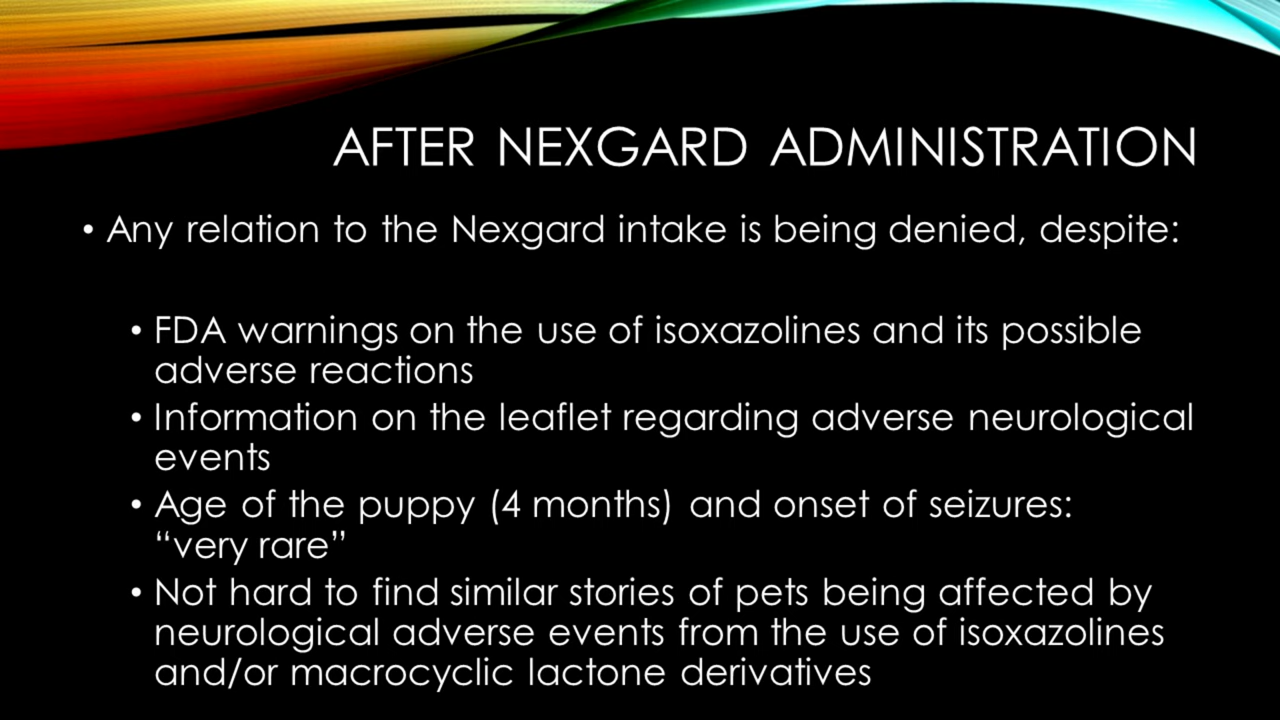 AFTER NEXGARD ADMINISTRATION
• Any relation to the Nexgard intake is being denied, despite:
• FDA warnings on the use of isoxazolines and its possible
adverse reactions
• Information on the leaflet regarding adverse neurological
events
• Age of the puppy (4 months) and onset of seizures:
“very rare”
• Not hard to find similar stories of pets being affected by
neurological adverse events from the use of isoxazolines
and/or macrocyclic lactone derivatives